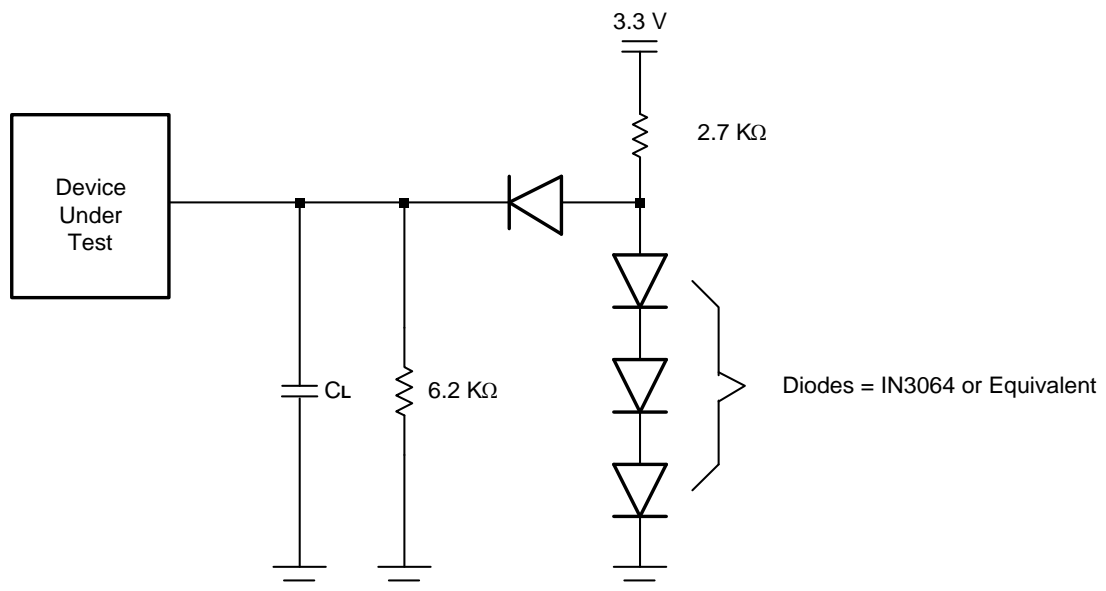 3.3 V
2.7 KΩ
Device
Under
Test
CL
6.2 KΩ
Diodes = IN3064 or Equivalent